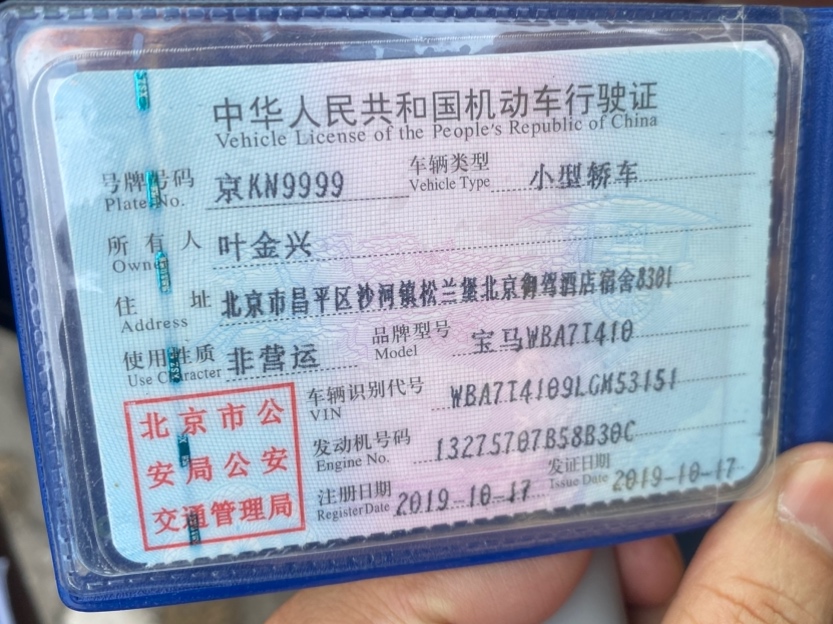 中华人民共和国机动车行驶证
Vehicle License of the People's Republic of China
号牌号码 京KN9999 车辆类型 小型轿车
Plate No. Vehicle Type
所有人 叶金兴
Owner
住址 北京市昌平区沙河镇松兰堡北京御驾酒店宿舍8301
Address
使用性质 非营运 品牌型号 宝马WBA7T410
Use Character Model
车辆识别代号 WBA7T4109LGM53151
VIN
发动机号码 13275707B58B30C
Engine No.
注册日期 2019-10-17 发证日期 2019-10-17
Register Date Issue Date
北京市公
安局公安
交通管理局